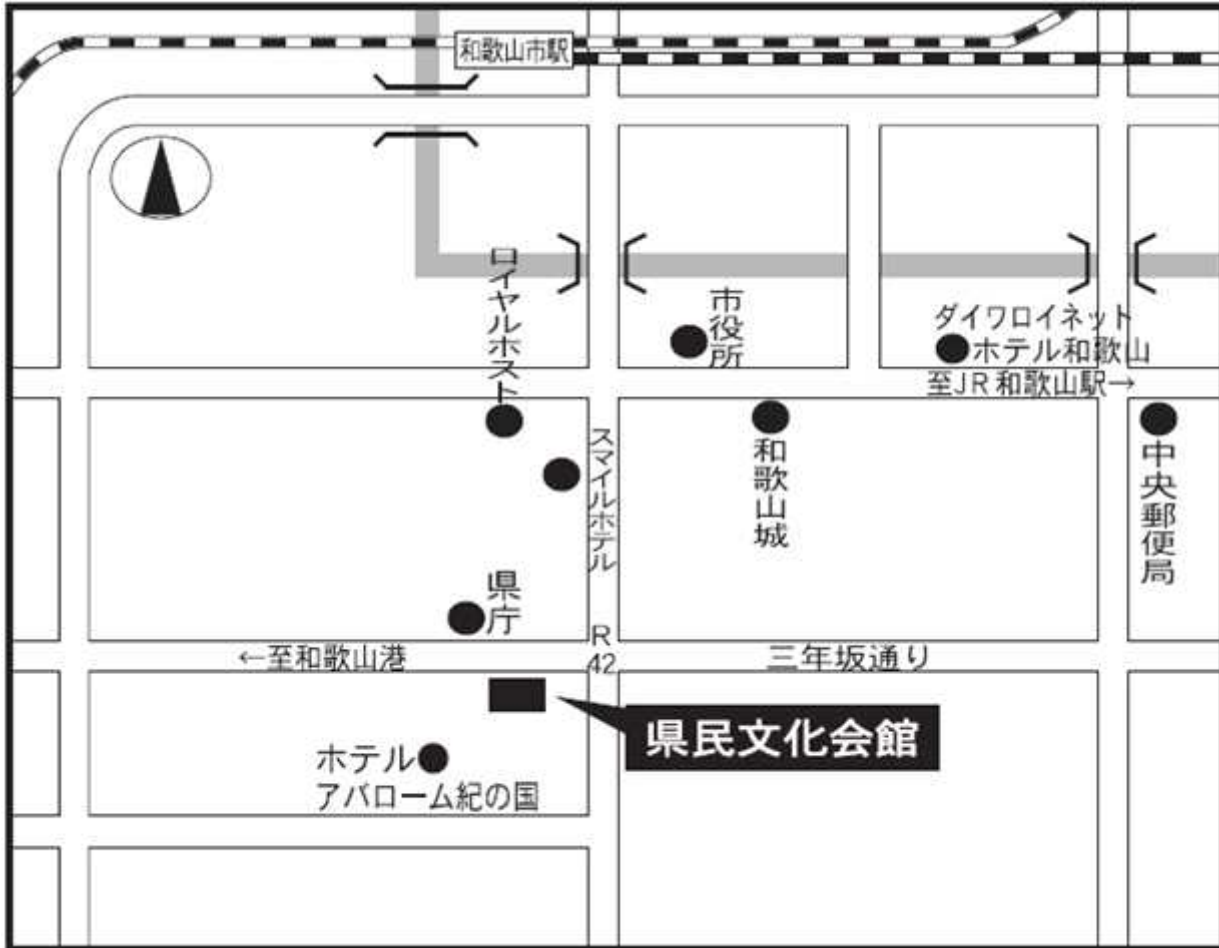 和歌山市駅
ロイヤルホスト
市役所
ダイワロイネット
ホテル和歌山
至JR和歌山駅→
スマイルホテル
和歌山城
中央郵便局
県庁
R
42
←至和歌山港
三年坂通り
県民文化会館
ホテル
アバローム紀の国